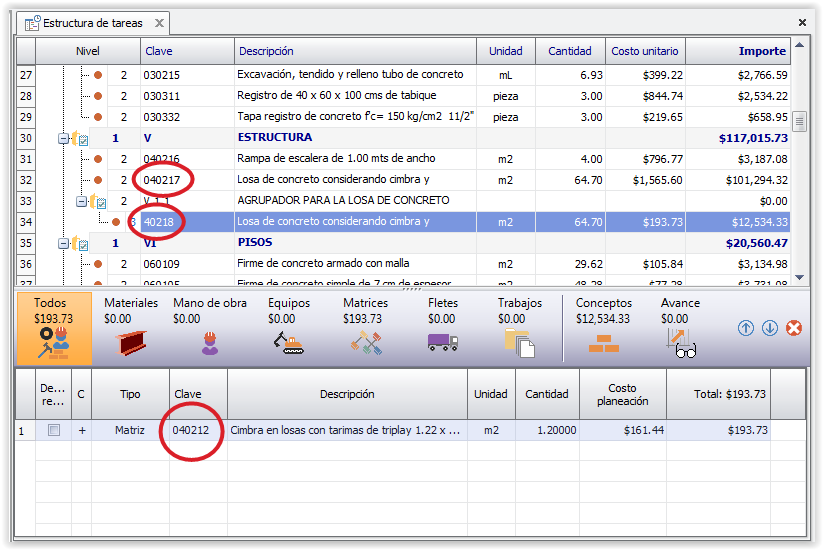 Estructura de tareas
Nivel Clave Descripción Unidad Cantidad Costo unitario Importe
27 2 030215 Excavación, tendido y relleno tubo de concreto mL 6.93 $399.22 $2,766.59
28 2 030311 Registro de 40 x 60 x 100 cms de tabique pieza 3.00 $844.74 $2,534.22
29 2 030332 Tapa registro de concreto f'c= 150 kg/cm2 11/2" pieza 3.00 $219.65 $658.95
30 1 V ESTRUCTURA $117,015.73
31 2 040216 Rampa de escalera de 1.00 mts de ancho m2 4.00 $796.77 $3,187.08
32 2 040217 Losa de concreto considerando cimbra y m2 64.70 $1,565.60 $101,294.32
33 2 V.1.1 AGRUPADOR PARA LA LOSA DE CONCRETO $0.00
34 3 40218 Losa de concreto considerando cimbra y m2 64.70 $193.73 $12,534.33
35 1 VI PISOS $20,560.47
36 2 060109 Firme de concreto armado con malla m2 29.62 $105.84 $3,134.98
37 2 060105 Firme de concreto simple de 7 cm de espesor m2 48.28 $77.28 $3,731.08
Todos Materiales Mano de obra Equipos Matrices Fletes Trabajos Conceptos Avance
$193.73 $0.00 $0.00 $0.00 $193.73 $0.00 $0.00 $12,534.33 $0.00
De... re... C Tipo Clave Descripción Unidad Cantidad Costo planeación Total: $193.73
1 + Matriz 040212 Cimbra en losas con tarimas de triplay 1.22 x ... m2 1.20000 $161.44 $193.73